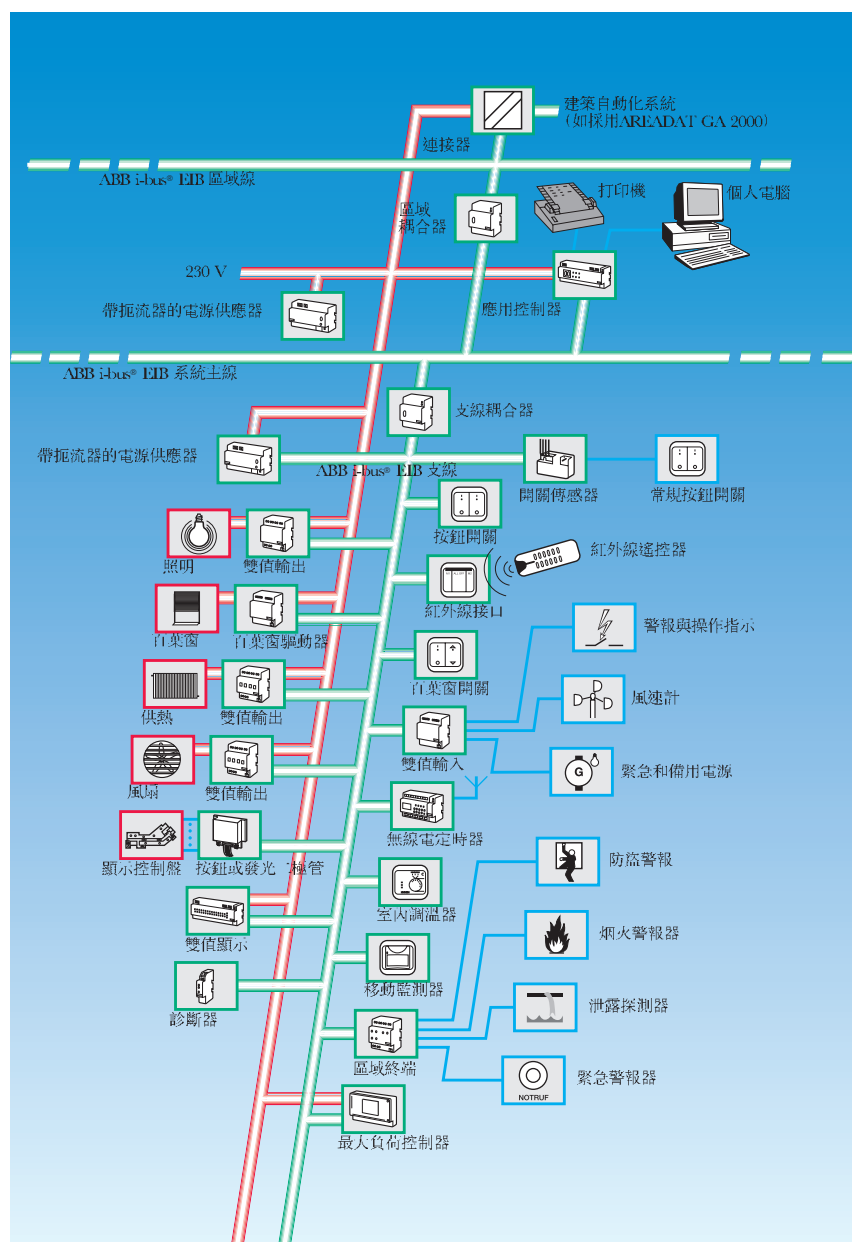 建築自動化系統
(如採用AREADAT GA 2000)
連接器
ABB i-bus® EIB 區域線
打印機
個人電腦
區域
耦合器
230 V
帶扼流器的電源供應器
應用控制器
ABB i-bus® EIB 系統主線
支線耦合器
帶扼流器的電源供應器
ABB i-bus® EIB 支線
開關傳感器
常規按鈕開關
按鈕開關
照明
雙值輸出
紅外線遙控器
紅外線接口
百葉窗
百葉窗驅動器
警報與操作指示
百葉窗開關
風速計
供熱
雙值輸出
雙值輸入
緊急和備用電源
風扇
雙值輸出
無線電定時器
顯示控制盤
按鈕或發光二極管
防盜警報
室內調溫器
雙值顯示
烟火警報器
移動監測器
診斷器
泄露探測器
區域終端
緊急警報器
NOTRUF
最大負荷控制器
G